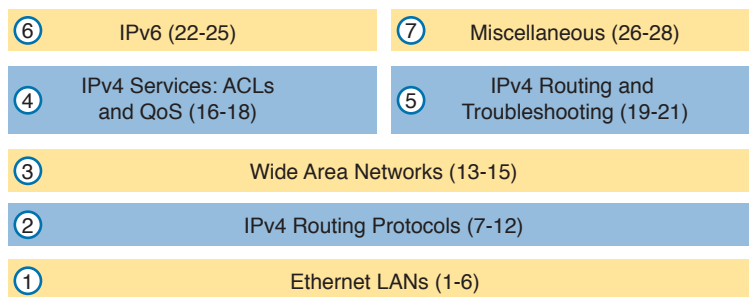 6 IPv6 (22-25)
7 Miscellaneous (26-28)
4 IPv4 Services: ACLs
and QoS (16-18)
5 IPv4 Routing and
Troubleshooting (19-21)
3 Wide Area Networks (13-15)
2 IPv4 Routing Protocols (7-12)
1 Ethernet LANs (1-6)